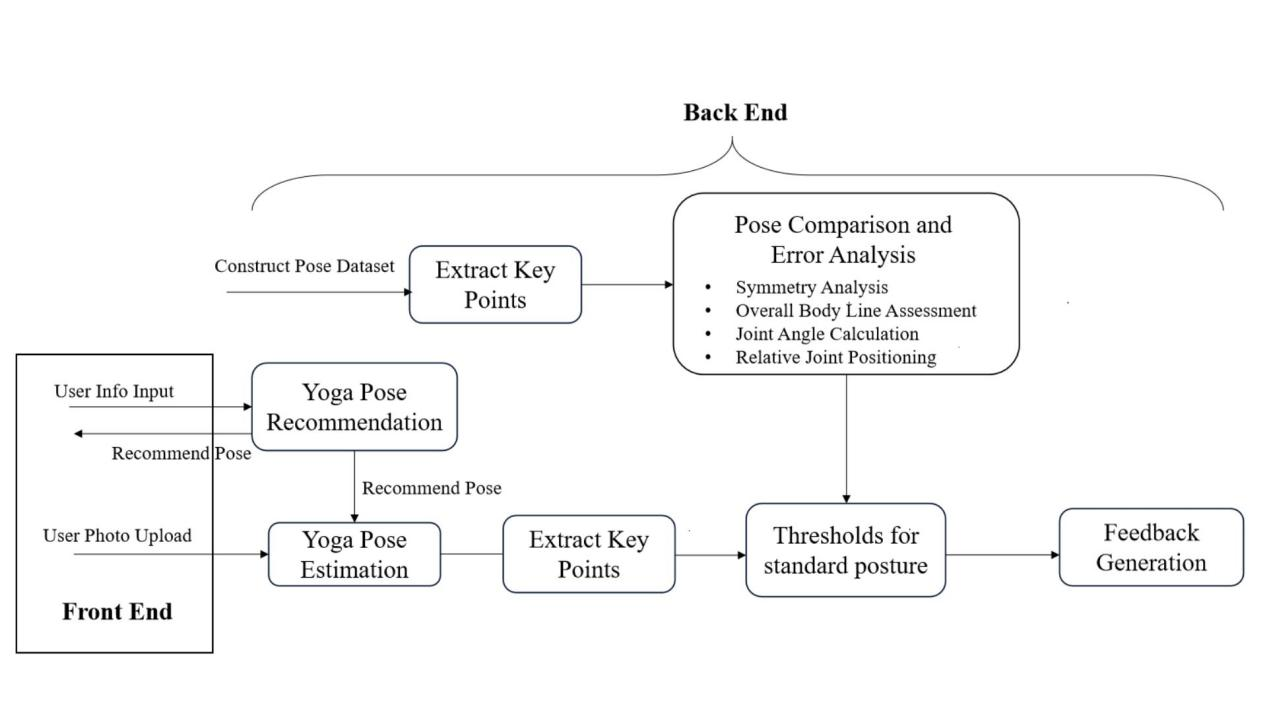 Back End
Construct Pose Dataset
Extract Key
Points
Pose Comparison and
Error Analysis
• Symmetry Analysis
• Overall Body Line Assessment
• Joint Angle Calculation
• Relative Joint Positioning
User Info Input
Recommend Pose
Yoga Pose
Recommendation
Recommend Pose
User Photo Upload
Front End
Yoga Pose
Estimation
Extract Key
Points
Thresholds for
standard posture
Feedback
Generation